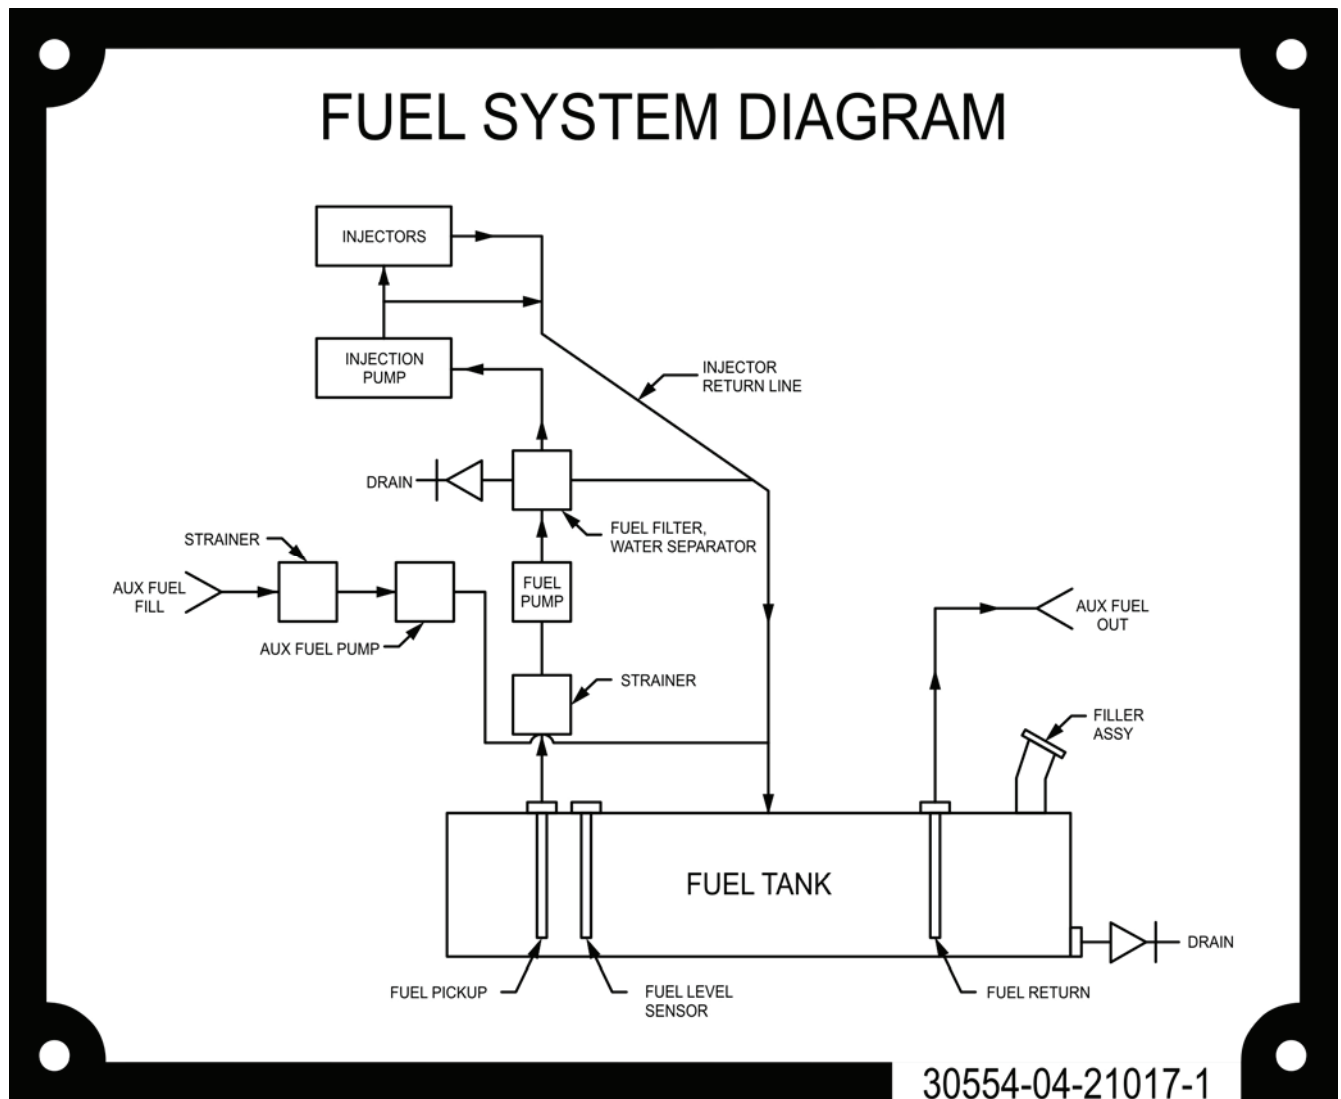 FUEL SYSTEM DIAGRAM
INJECTORS
INJECTION
PUMP
INJECTOR
RETURN LINE
DRAIN
FUEL FILTER,
WATER SEPARATOR
STRAINER
AUX FUEL
FILL
FUEL
PUMP
AUX FUEL
OUT
AUX FUEL PUMP
STRAINER
FILLER
ASSY
FUEL TANK
DRAIN
FUEL PICKUP
FUEL LEVEL
SENSOR
FUEL RETURN
30554-04-21017-1